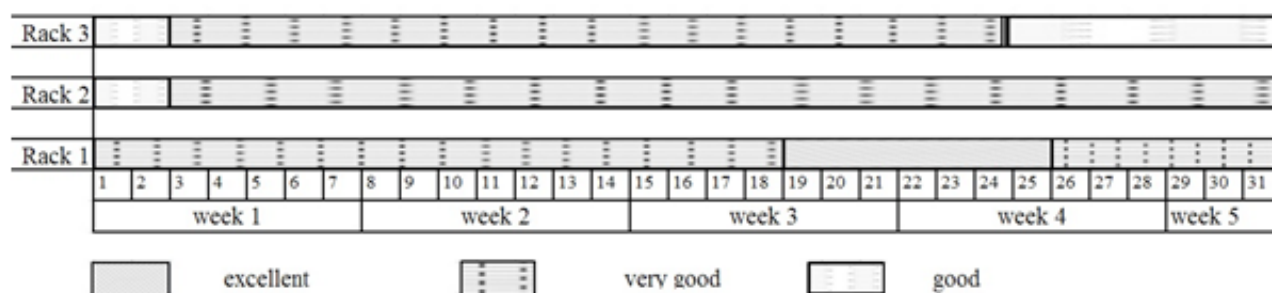 Rack 3
Rack 2
Rack 1
1 2 3 4 5 6 7 8 9 10 11 12 13 14 15 16 17 18 19 20 21 22 23 24 25 26 27 28 29 30 31
week 1 week 2 week 3 week 4 week 5
excellent very good good